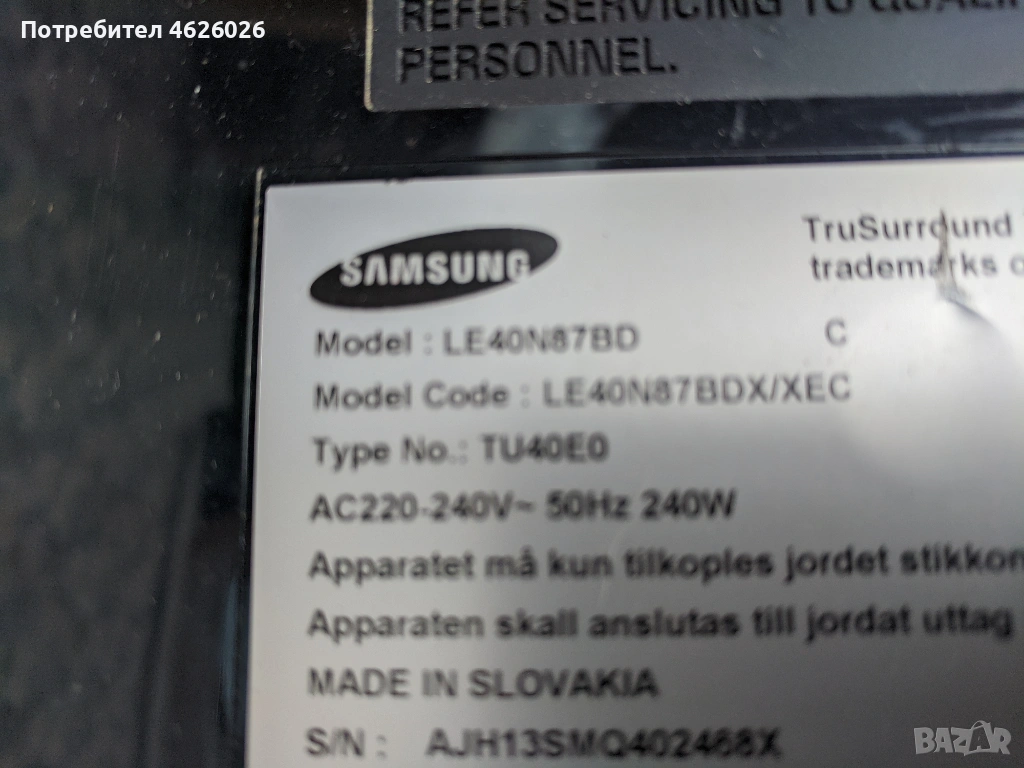 Потребител 4626026
REFER SERVICING TO QUALIF
PERSONNEL.
SAMSUNG
TruSurround
trademarks o
Model : LE40N87BD C
Model Code : LE40N87BDX/XEC
Type No.: TU40E0
AC220-240V~ 50Hz 240W
Apparatet må kun tilkoples jordet stikkon
Apparaten skall anslutas till jordat uttag
MADE IN SLOVAKIA
S/N : AJH13SMQ402468X
BAZAR